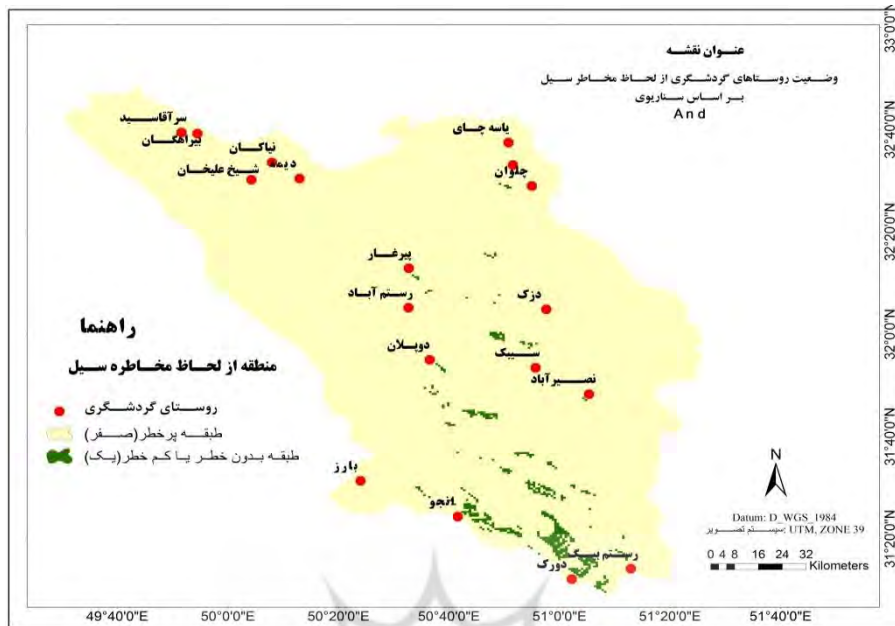 عنوان نقشه
وضعیت روستاهای گردشگری از لحاظ مخاطر سیل
بر اساس سناریوی
And
سرآقاسید
بیراهگان
نیاکان
دیمه
شیخ علیخان
یاسه چای
چلوان
پیرغار
رستم آباد
دزک
دوپلان
سیبک
نصیرآباد
بارز
انجو
رستم بیگ
دورک
راهنما
منطقه از لحاظ مخاطره سیل
روستای گردشگری
طبقه پرخطر(صفر)
طبقه بدون خطر یا کم خطر(یک)
N
Datum: D_WGS_1984
سیستم تصویر: UTM, ZONE 39
0 4 8 16 24 32
Kilometers
33°0'0"N
32°40'0"N
32°20'0"N
32°0'0"N
31°40'0"N
31°20'0"N
49°40'0"E
50°0'0"E
50°20'0"E
50°40'0"E
51°0'0"E
51°20'0"E
51°40'0"E